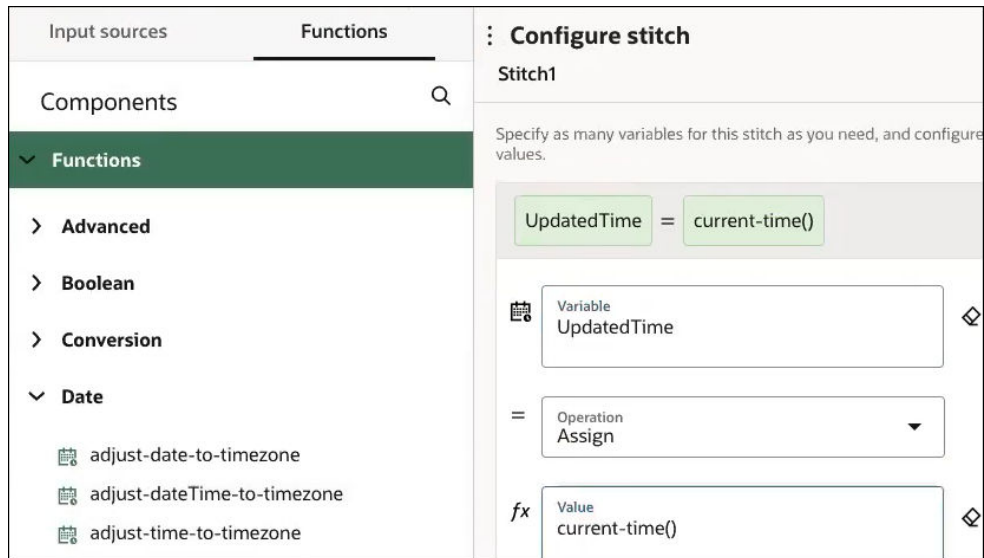 Input sources
Functions
Components
Functions
Advanced
Boolean
Conversion
Date
adjust-date-to-timezone
adjust-dateTime-to-timezone
adjust-time-to-timezone
Configure stitch
Stitch1
Specify as many variables for this stitch as you need, and configure
values.
UpdatedTime = current-time()
Variable
UpdatedTime
=
Operation
Assign
fx
Value
current-time()